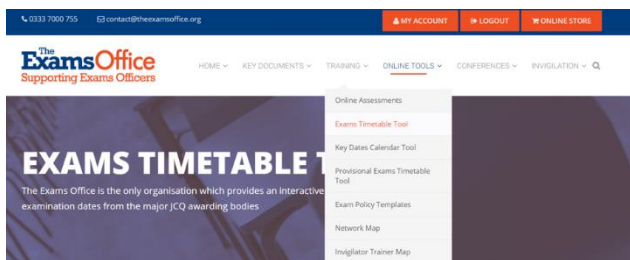 0333 7000 755 contact@theexamsoffice.org MY ACCOUNT LOGOUT ONLINE STORE
The
ExamsOffice
Supporting Exams Officers
HOME KEY DOCUMENTS TRAINING ONLINE TOOLS CONFERENCES INVIGILATION
Online Assessments
Exams Timetable Tool
Key Dates Calendar Tool
Provisional Exams Timetable
Tool
Exam Policy Templates
Network Map
Invigilator Trainer Map
EXAMS TIMETABLE T
The Exams Office is the only organisation which provides an interactive
examination dates from the major JCQ awarding bodies